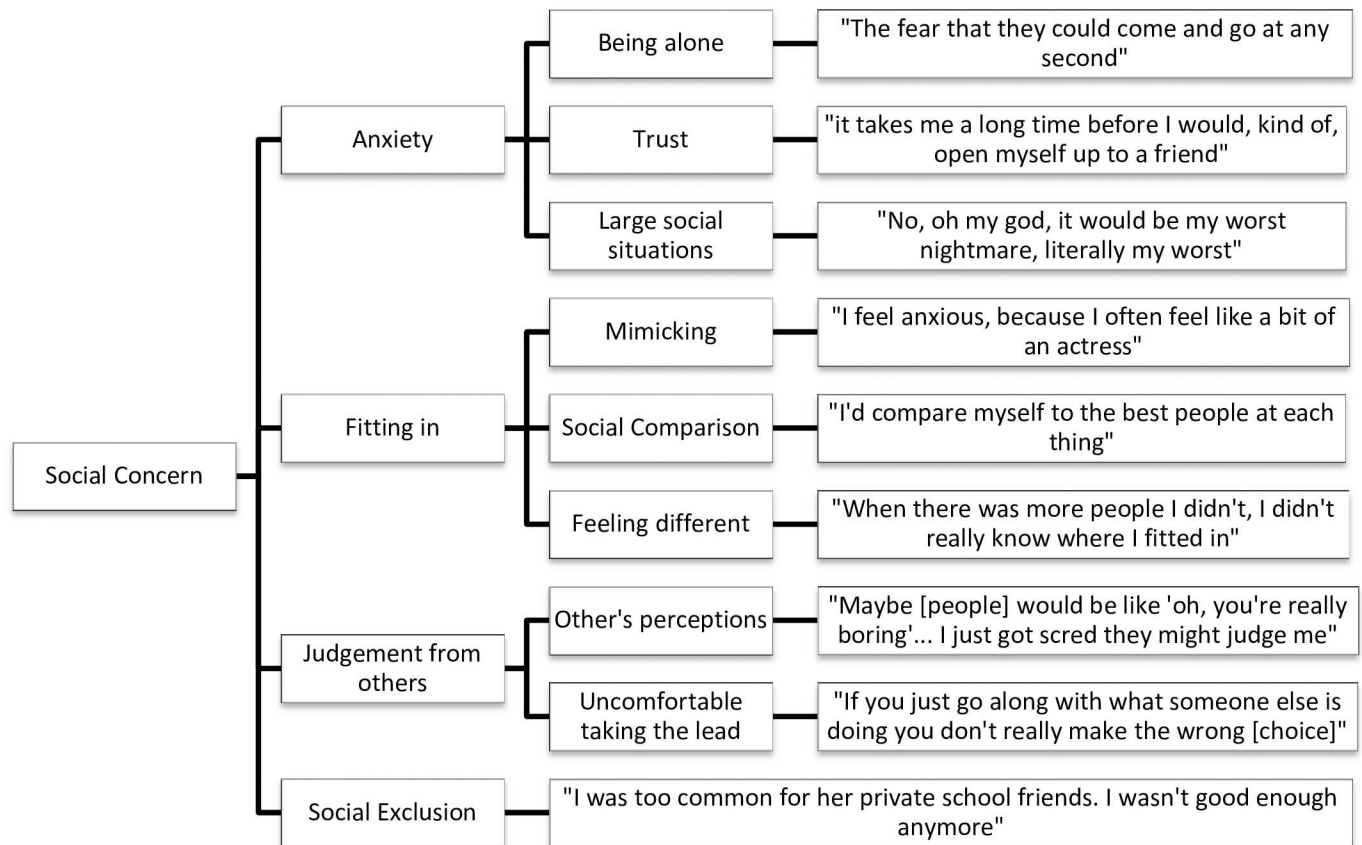 Being alone
"The fear that they could come and go at any
second"
Anxiety
Trust
"it takes me a long time before I would, kind of,
open myself up to a friend"
Large social
situations
"No, oh my god, it would be my worst
nightmare, literally my worst"
Mimicking
"I feel anxious, because I often feel like a bit of
an actress"
Fitting in
Social Comparison
"I'd compare myself to the best people at each
thing"
Social Concern
Feeling different
"When there was more people I didn't, I didn't
really know where I fitted in"
Other's perceptions
"Maybe [people] would be like 'oh, you're really
boring'... I just got scred they might judge me"
Judgement from
others
Uncomfortable
taking the lead
"If you just go along with what someone else is
doing you don't really make the wrong [choice]"
Social Exclusion
"I was too common for her private school friends. I wasn't good enough
anymore"